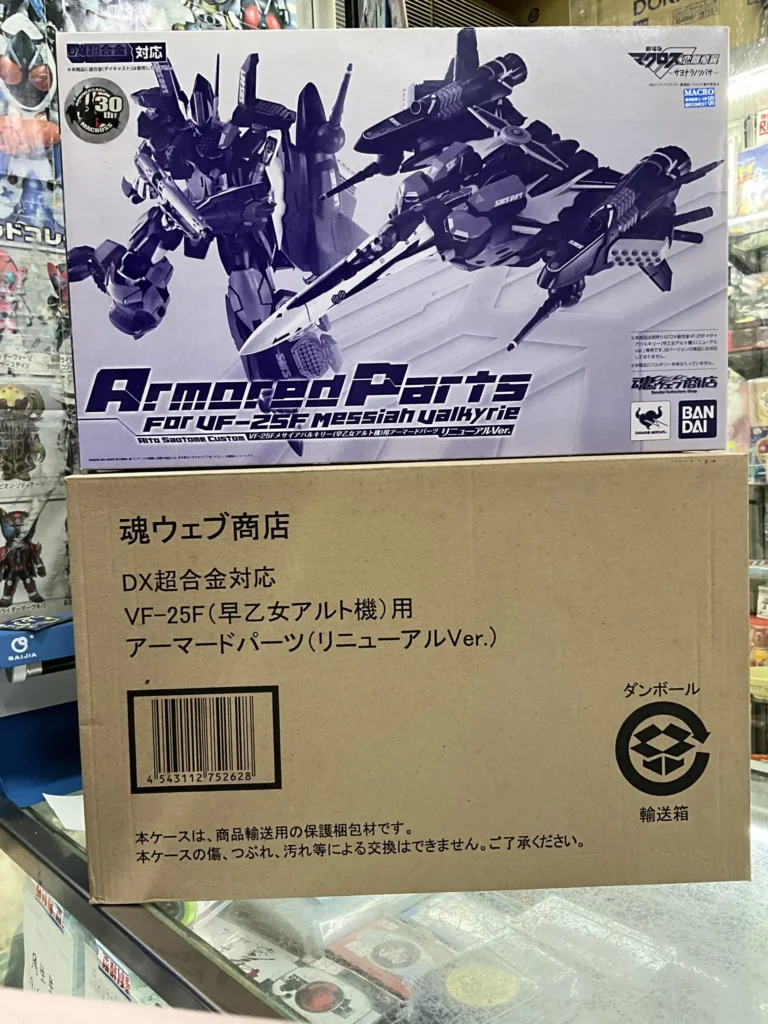 DX超合金 対応
30th
MACROSS
劇場版
マクロスF
~サヨナラノツバサ~
Armored Parts
For VF-25F Messiah Valkyrie
Alto Saotome Custom VF-25Fメサイアバルキリー(早乙女アルト機)用アーマードパーツ リニューアルVer.
魂ウェブ商店
TAMASHII NATIONS
BAN
DAI
魂ウェブ商店
DX超合金対応
VF-25F(早乙女アルト機)用
アーマードパーツ(リニューアルVer.)
4 543112 752628
ダンボール
輸送箱
本ケースは、商品輸送用の保護梱包材です。
本ケースの傷、つぶれ、汚れ等による交換はできません。ご了承ください。
BAIJIA